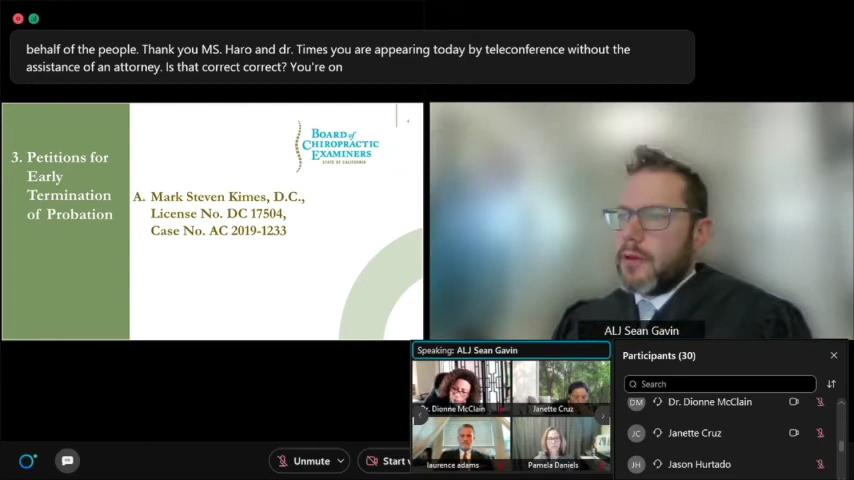 behalf of the people. Thank you MS. Haro and dr. Times you are appearing today by teleconference without the
assistance of an attorney. Is that correct correct? You're on
3. Petitions for
Early
Termination
of Probation
BOARD of
CHIROPRACTIC
EXAMINERS
STATE OF CALIFORNIA
A. Mark Steven Kimes, D.C.,
License No. DC 17504,
Case No. AC 2019-1233
ALJ Sean Gavin
Speaking: ALJ Sean Gavin
Dr. Dionne McClain
Janette Cruz
laurence adams
Pamela Daniels
Participants (30)
Search
DM Dr. Dionne McClain
JC Janette Cruz
JH Jason Hurtado
Unmute
Start